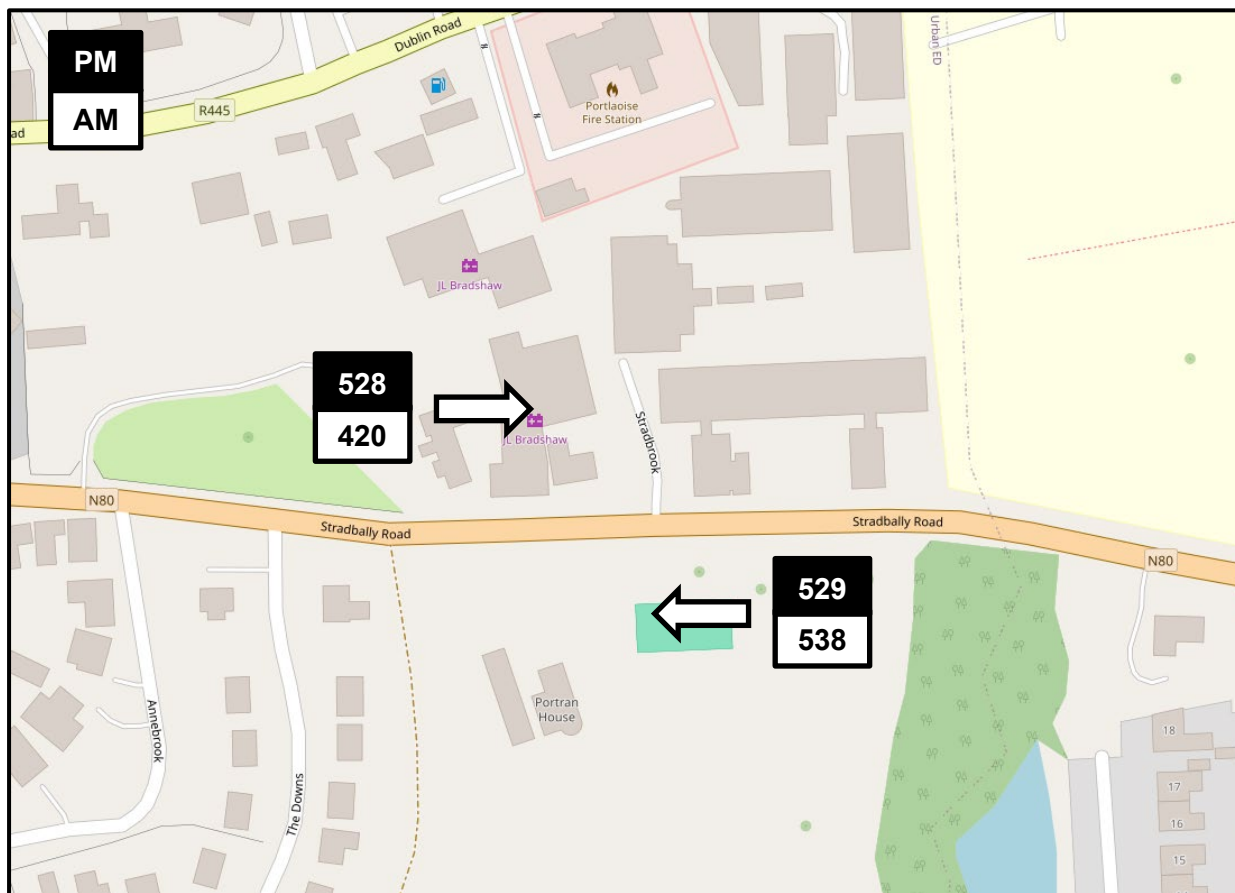 Dublin Road
Urban ED
PM
AM
R445
ad
Portlaoise
Fire Station
JL Bradshaw
528
420
JL Bradshaw
Stradbrook
N80
Stradbally Road
Stradbally Road
N80
529
538
Portran
House
Annebrook
The Downs
18
17
16
15